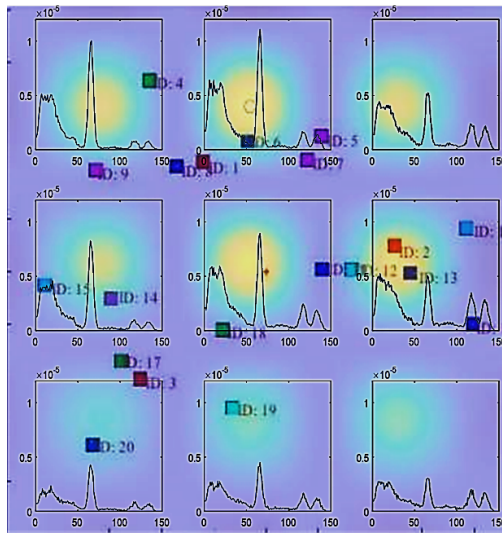 1 ·10⁻⁵ 1 ·10⁻⁵ 1 ·10⁻⁵
ID: 4
0.5 0.5 0.5
ID: 6 ID: 5
0 0 0
ID: 1 ID: 7
ID: 9
0 50 100 150 0 50 100 150 0 50 100 150
1 ·10⁻⁵ 1 ·10⁻⁵ 1 ·10⁻⁵
ID: 2
0.5 0.5 0.5
ID: 12 ID: 13
ID: 15 ID: 14
0 0 0
ID: 18
0 50 100 150 0 50 100 150 0 50 100
ID: 17
ID: 3
1 ·10⁻⁵ 1 ·10⁻⁵ 1 ·10⁻⁵
ID: 19
0.5 0.5 0.5
ID: 20
0 0 0
0 50 100 150 0 50 100 150 0 50 100 150